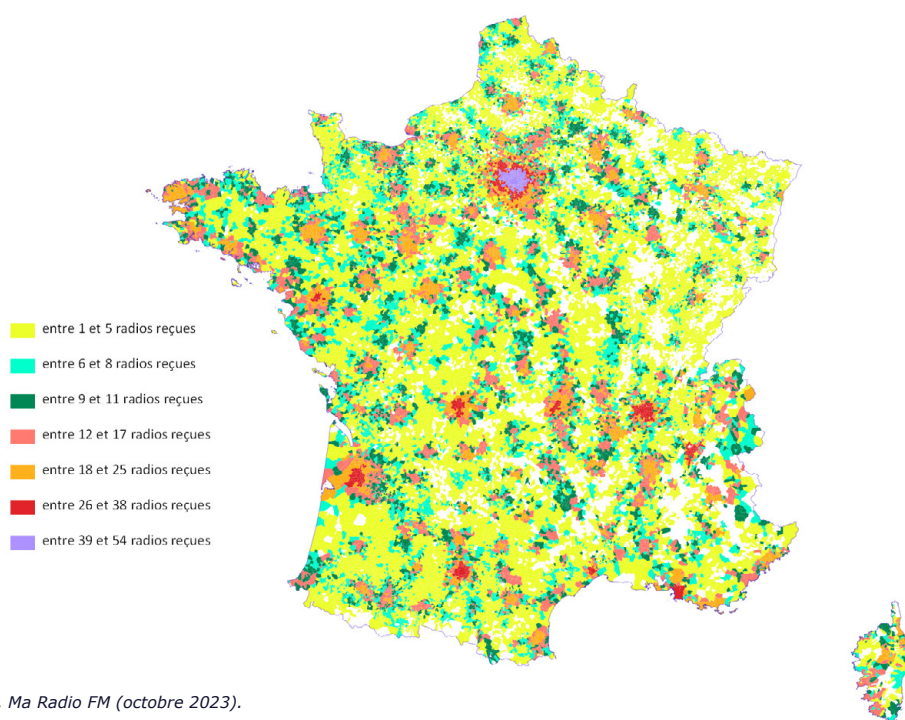 entre 1 et 5 radios reçues
entre 6 et 8 radios reçues
entre 9 et 11 radios reçues
entre 12 et 17 radios reçues
entre 18 et 25 radios reçues
entre 26 et 38 radios reçues
entre 39 et 54 radios reçues
Ma Radio FM (octobre 2023).